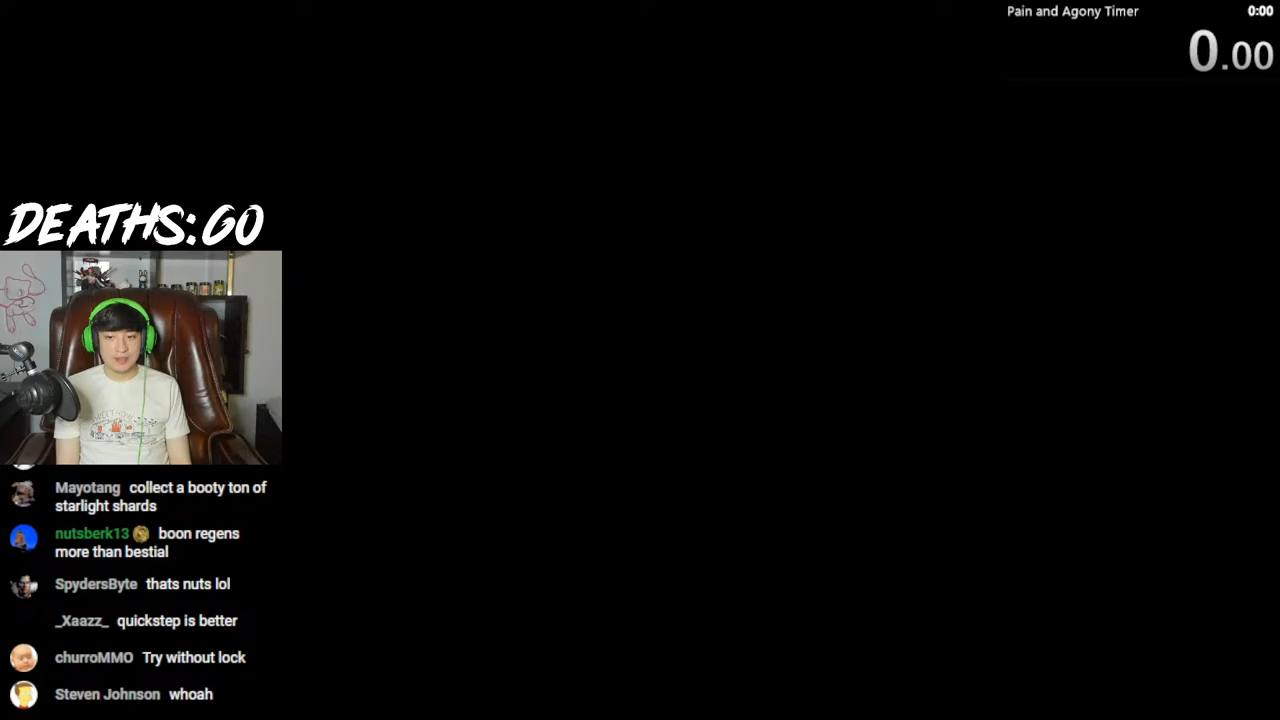 Pain and Agony Timer 0:00
0.00
DEATHS:60
Mayotang collect a booty ton of
starlight shards
nutsberk13 boon regens
more than bestial
SpydersByte thats nuts lol
_Xaazz_ quickstep is better
churroMMO Try without lock
Steven Johnson whoah